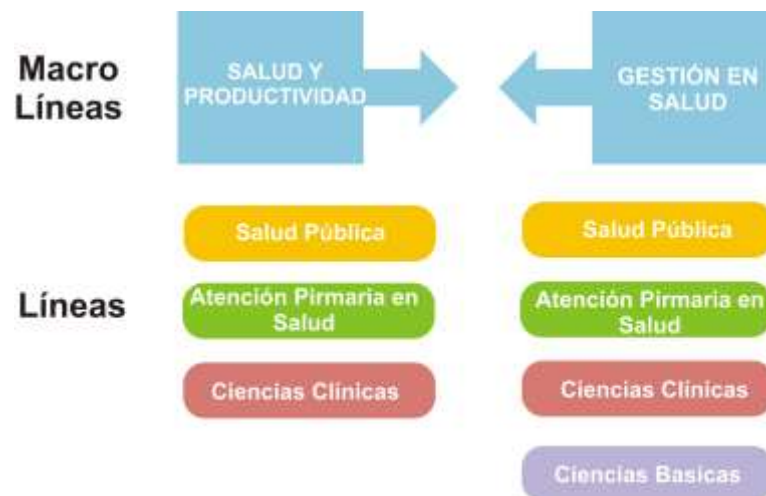 Macro
Líneas
SALUD Y
PRODUCTIVIDAD
GESTIÓN EN
SALUD
Líneas
Salud Pública
Atención Pirmaria en
Salud
Ciencias Clínicas
Salud Pública
Atención Pirmaria en
Salud
Ciencias Clínicas
Ciencias Basicas